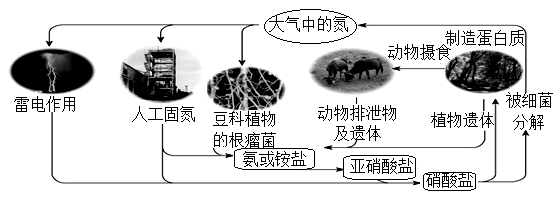 大气中的氮
制造蛋白质
动物摄食
雷电作用
人工固氮
豆科植物
的根瘤菌
动物排泄物
及遗体
植物遗体
被细菌
分解
氨或铵盐
亚硝酸盐
硝酸盐